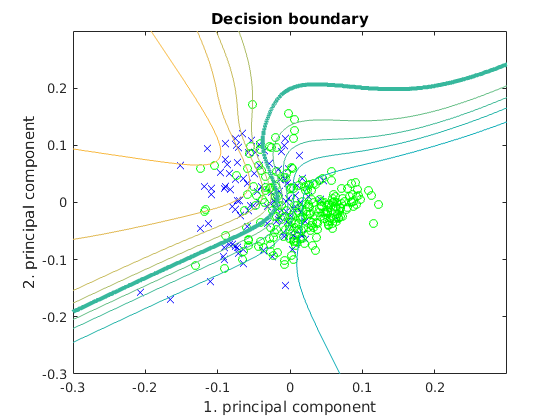 Decision boundary
2. principal component
0.2
0.1
0
-0.1
-0.2
-0.3
-0.3 -0.2 -0.1 0 0.1 0.2
1. principal component